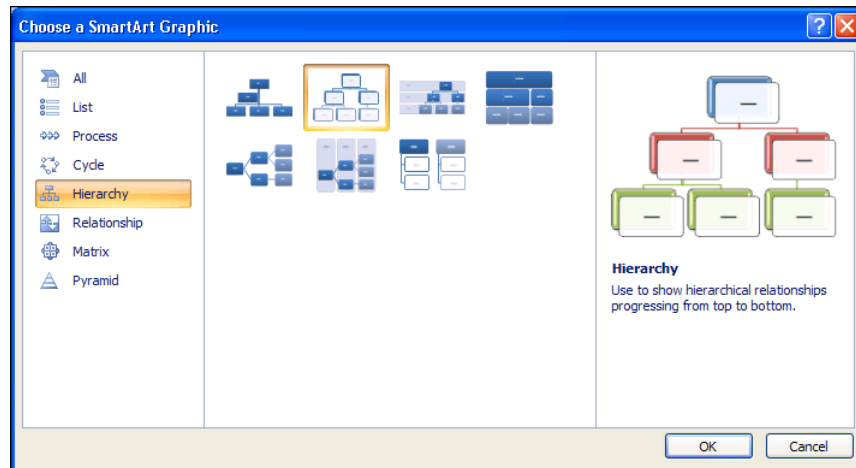 Choose a SmartArt Graphic
All
List
Process
Cycle
Hierarchy
Relationship
Matrix
Pyramid
Hierarchy
Use to show hierarchical relationships
progressing from top to bottom.
OK
Cancel